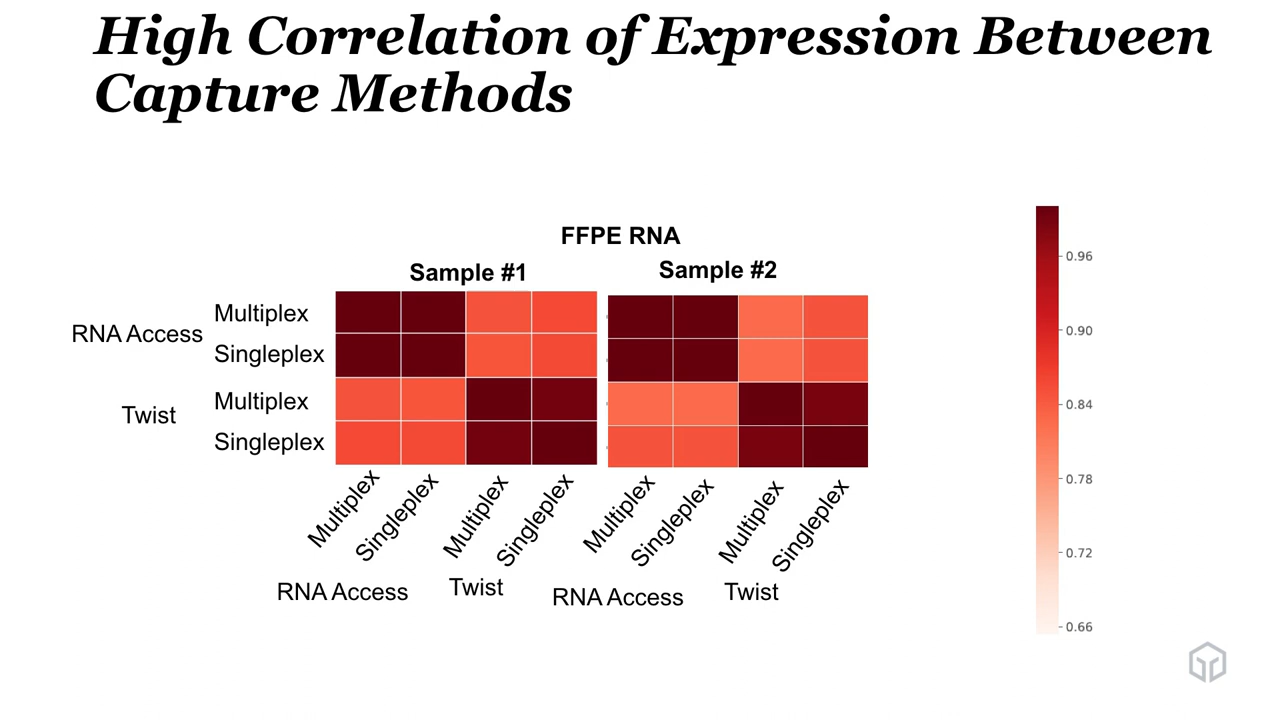 High Correlation of Expression Between
Capture Methods
FFPE RNA
Sample #1
Sample #2
RNA Access
Multiplex
Singleplex
Twist
Multiplex
Singleplex
Multiplex
Singleplex
Multiplex
Singleplex
Multiplex
Singleplex
Multiplex
Singleplex
RNA Access
Twist
RNA Access
Twist
0.96
0.90
0.84
0.78
0.72
0.66